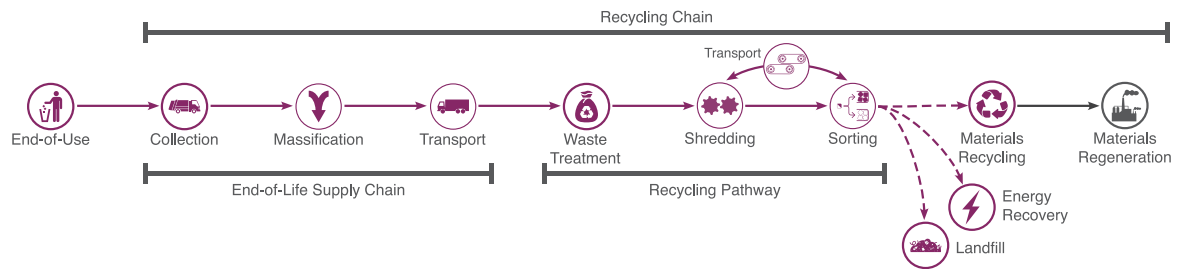 Recycling Chain
Transport
End-of-Use
Collection
Massification
Transport
Waste
Treatment
Shredding
Sorting
Materials
Recycling
Materials
Regeneration
End-of-Life Supply Chain
Recycling Pathway
Energy
Recovery
Landfill